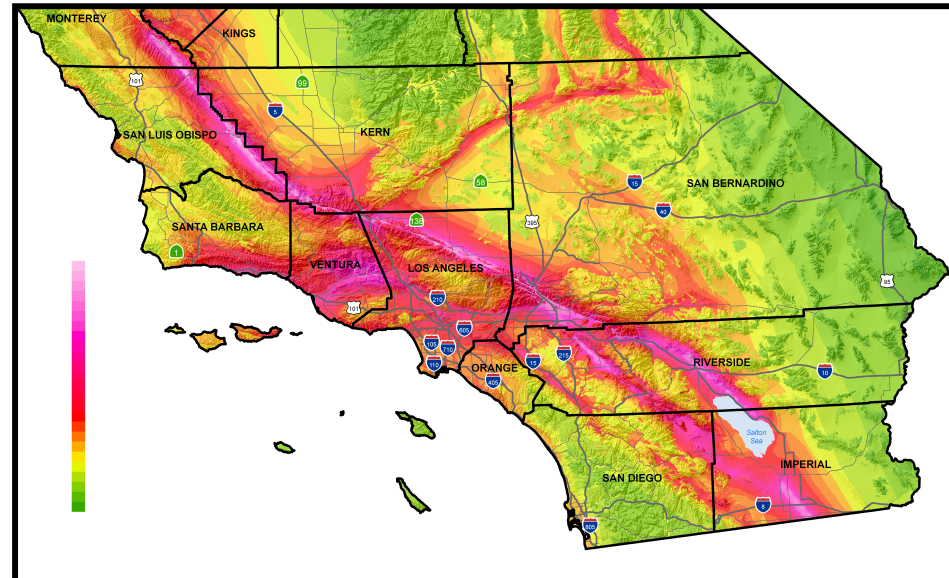 MONTEREY
KINGS
101
99
5
KERN
SAN LUIS OBISPO
58
15
SAN BERNARDINO
40
138
395
SANTA BARBARA
1
VENTURA
LOS ANGELES
95
210
101
605
105
710
110
ORANGE
405
15
215
RIVERSIDE
10
Salton
Sea
IMPERIAL
SAN DIEGO
8
805